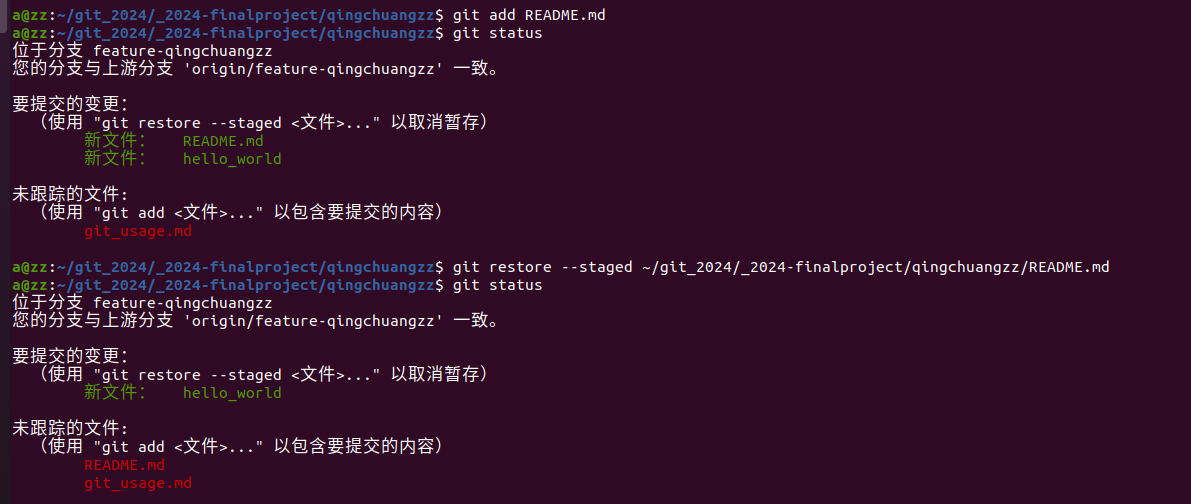 a@zz:~/git_2024/_2024-finalproject/qingchuangzz$ git add README.md
a@zz:~/git_2024/_2024-finalproject/qingchuangzz$ git status
位于分支 feature-qingchuangzz
您的分支与上游分支 'origin/feature-qingchuangzz' 一致。
要提交的变更：
（使用 "git restore --staged <文件>..." 以取消暂存）
新文件： README.md
新文件： hello_world
未跟踪的文件:
（使用 "git add <文件>..." 以包含要提交的内容）
git_usage.md
a@zz:~/git_2024/_2024-finalproject/qingchuangzz$ git restore --staged ~/git_2024/_2024-finalproject/qingchuangzz/README.md
a@zz:~/git_2024/_2024-finalproject/qingchuangzz$ git status
位于分支 feature-qingchuangzz
您的分支与上游分支 'origin/feature-qingchuangzz' 一致。
要提交的变更：
（使用 "git restore --staged <文件>..." 以取消暂存）
新文件： hello_world
未跟踪的文件:
（使用 "git add <文件>..." 以包含要提交的内容）
README.md
git_usage.md